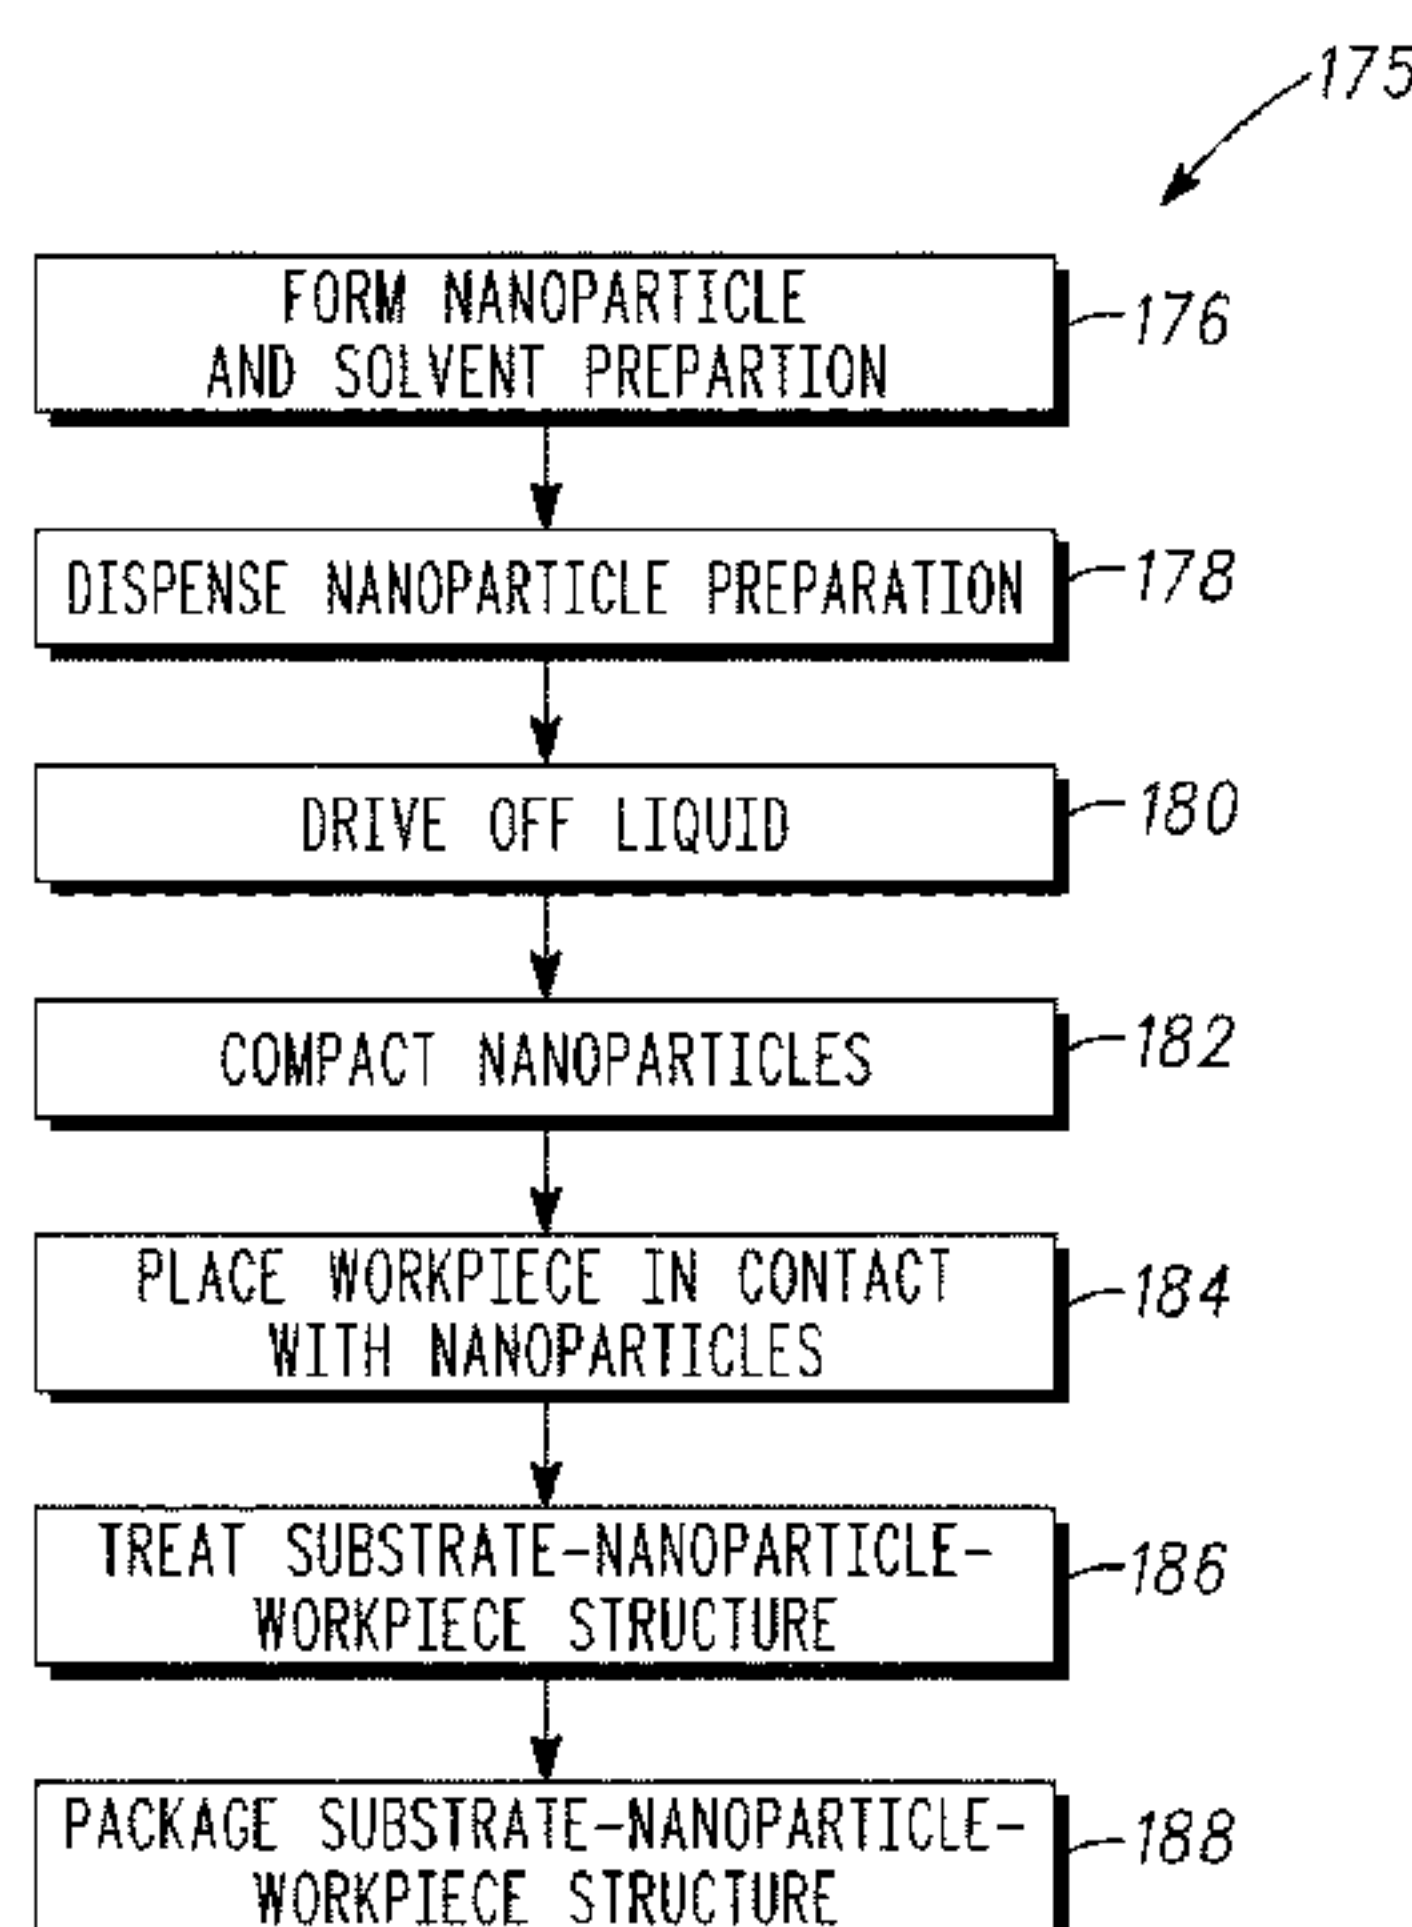 175
FORM NANOPARTICLE
AND SOLVENT PREPARTION
176
DISPENSE NANOPARTICLE PREPARATION
178
DRIVE OFF LIQUID
180
COMPACT NANOPARTICLES
182
PLACE WORKPIECE IN CONTACT
WITH NANOPARTICLES
184
TREAT SUBSTRATE-NANOPARTICLE-
WORKPIECE STRUCTURE
186
PACKAGE SUBSTRATE-NANOPARTICLE-
WORKPIECE STRUCTURE
188